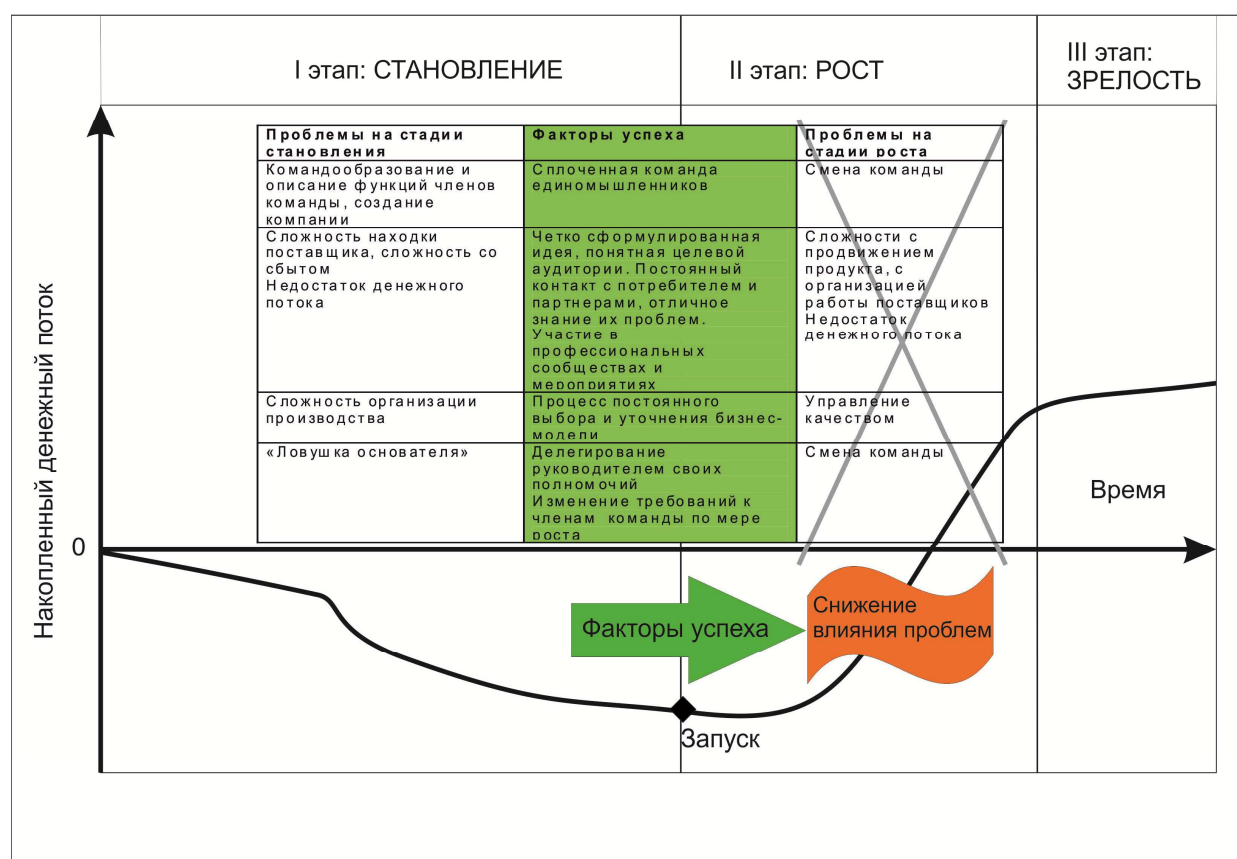 I этап: СТАНОВЛЕНИЕ
II этап: РОСТ
III этап:
ЗРЕЛОСТЬ
Накопленный денежный поток
Проблемы на стадии
становления
Факторы успеха
Проблемы на
стадии роста
Командообразование и
описание функций членов
команды, создание
компании
Сплоченная команда
единомышленников
Смена команды
Сложность находки
поставщика, сложность со
сбытом
Недостаток денежного
потока
Четко сформулированная
идея, понятная целевой
аудитории. Постоянный
контакт с потребителем и
партнерами, отличное
знание их проблем.
Участие в
профессиональных
сообществах и
мероприятиях
Сложности с
продвижением
продукта, с
организацией
работы поставщиков
Недостаток
денежного потока
Сложность организации
производства
Процесс постоянного
выбора и уточнения бизнес-
модели
Управление
качеством
«Ловушка основателя»
Делегирование
руководителем своих
полномочий
Изменение требований к
членам команды по мере
роста
Смена команды
Время
0
Факторы успеха
Снижение
влияния проблем
Запуск